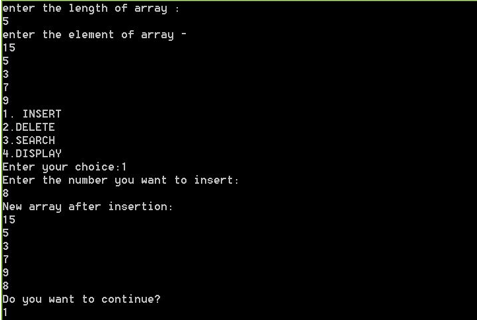 enter the length of array :
5
enter the element of array -
15
5
3
7
9
1. INSERT
2.DELETE
3.SEARCH
4.DISPLAY
Enter your choice:1
Enter the number you want to insert:
8
New array after insertion:
15
5
3
7
9
8
Do you want to continue?
1